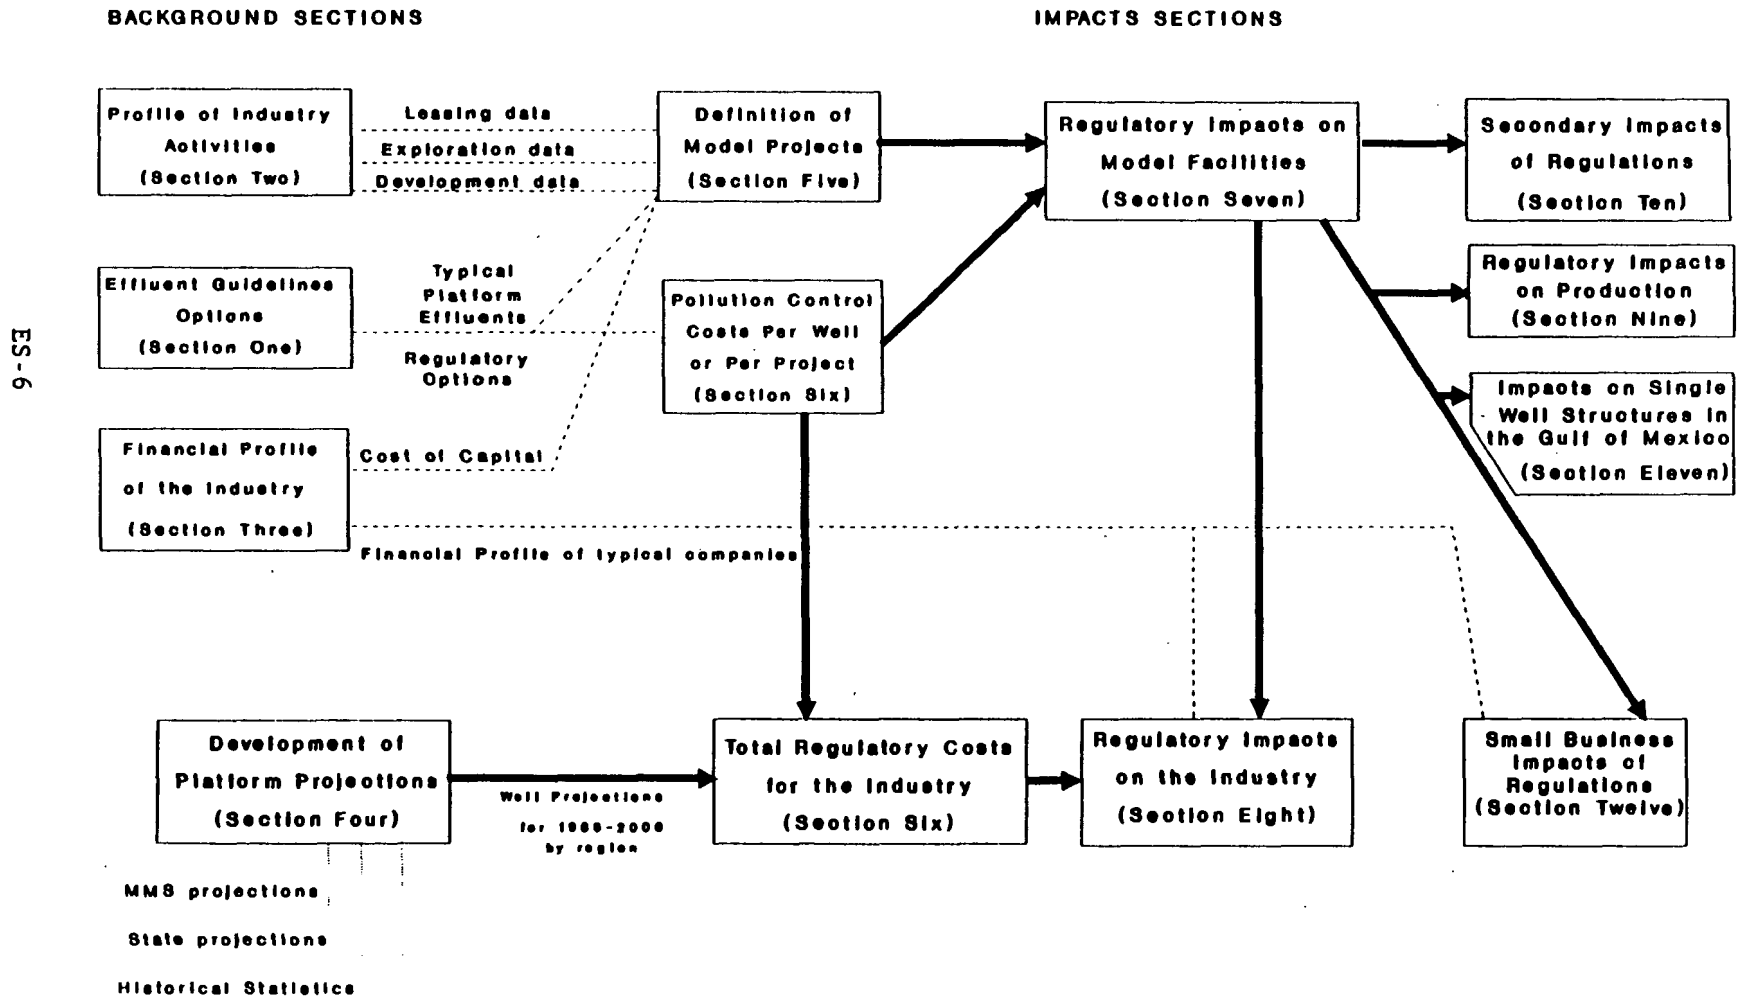 BACKGROUND SECTIONS
IMPACTS SECTIONS
Profile of Industry
Activities
(Section Two)
Leasing data
Exploration data
Development data
Definition of
Model Projects
(Section Five)
Regulatory Impacts on
Model Facilities
(Section Seven)
Secondary Impacts
of Regulations
(Section Ten)
Effluent Guidelines
Options
(Section One)
Typical
Platform
Effluents
Regulatory
Options
Pollution Control
Costs Per Well
or Per Project
(Section Six)
Regulatory Impacts
on Production
(Section Nine)
Impacts on Single
Well Structures in
the Gulf of Mexico
(Section Eleven)
Financial Profile
of the Industry
(Section Three)
Cost of Capital
Financial Profile of typical companies
Development of
Platform Projections
(Section Four)
Well Projections
for 1986-2000
by region
Total Regulatory Costs
for the Industry
(Section Six)
Regulatory Impacts
on the Industry
(Section Eight)
Small Business
Impacts of
Regulations
(Section Twelve)
MMS projections
State projections
Historical Statistics
ES-6